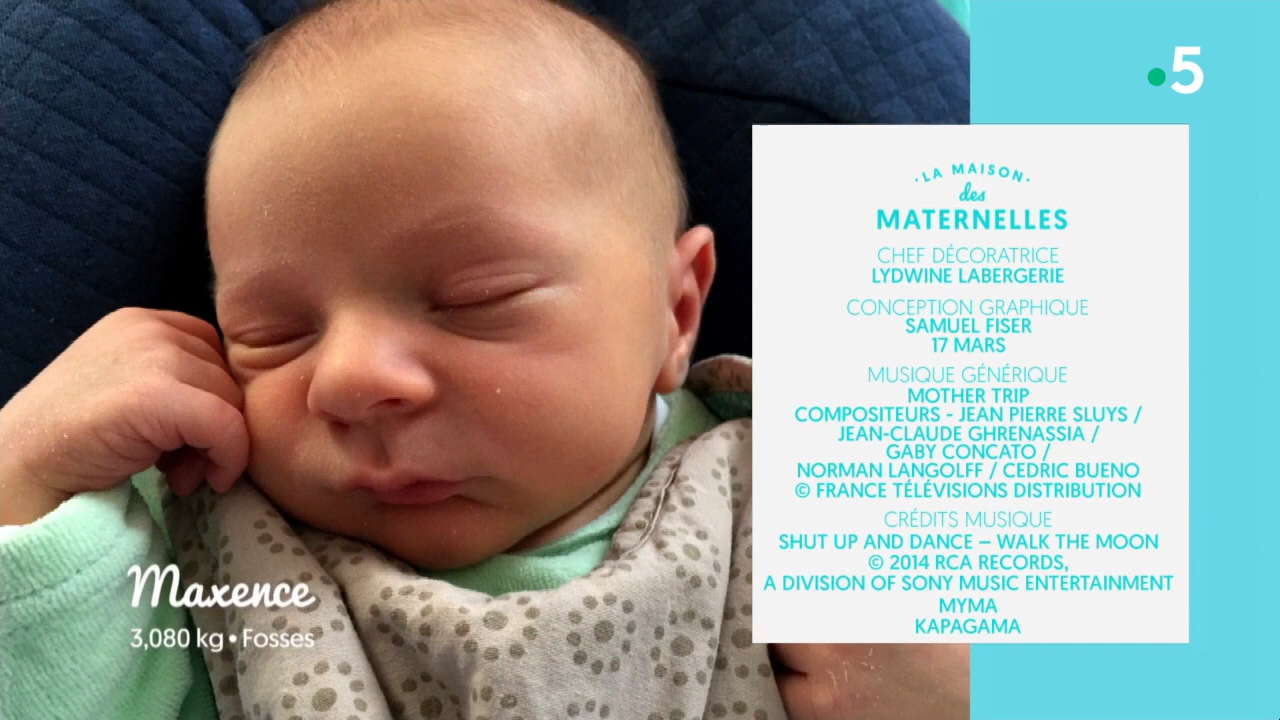 5
·LA MAISON·
des
MATERNELLES
CHEF DÉCORATRICE
LYDWINE LABERGERIE
CONCEPTION GRAPHIQUE
SAMUEL FISER
17 MARS
MUSIQUE GÉNÉRIQUE
MOTHER TRIP
COMPOSITEURS - JEAN PIERRE SLUYS /
JEAN-CLAUDE GHRENASSIA /
GABY CONCATO /
NORMAN LANGOLFF / CEDRIC BUENO
© FRANCE TÉLÉVISIONS DISTRIBUTION
CRÉDITS MUSIQUE
SHUT UP AND DANCE – WALK THE MOON
© 2014 RCA RECORDS,
A DIVISION OF SONY MUSIC ENTERTAINMENT
MYMA
KAPAGAMA
Maxence
3,080 kg • Fosses